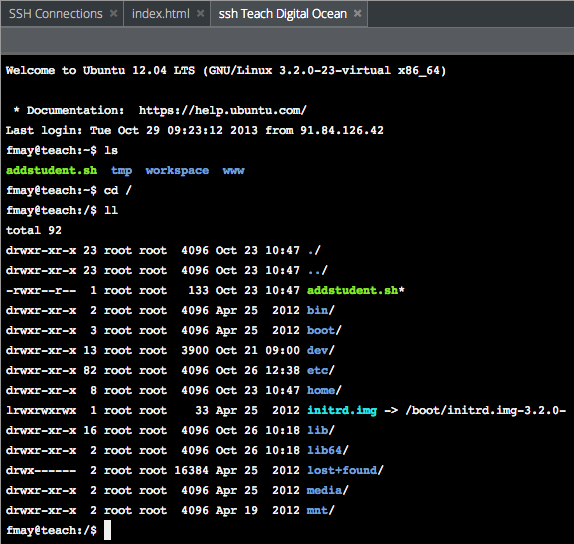 SSH Connections × index.html × ssh Teach Digital Ocean ×
Welcome to Ubuntu 12.04 LTS (GNU/Linux 3.2.0-23-virtual x86_64)
* Documentation:  https://help.ubuntu.com/
Last login: Tue Oct 29 09:23:12 2013 from 91.84.126.42
fmay@teach:~$ ls
addstudent.sh  tmp  workspace  www
fmay@teach:~$ cd /
fmay@teach:/$ ll
total 92
drwxr-xr-x 23 root root  4096 Oct 23 10:47 ./
drwxr-xr-x 23 root root  4096 Oct 23 10:47 ../
-rwxr--r--  1 root root   133 Oct 23 10:47 addstudent.sh*
drwxr-xr-x  2 root root  4096 Apr 25  2012 bin/
drwxr-xr-x  3 root root  4096 Apr 25  2012 boot/
drwxr-xr-x 13 root root  3900 Oct 21 09:00 dev/
drwxr-xr-x 82 root root  4096 Oct 26 12:38 etc/
drwxr-xr-x  8 root root  4096 Oct 23 10:47 home/
lrwxrwxrwx  1 root root    33 Apr 25  2012 initrd.img -> /boot/initrd.img-3.2.0-
drwxr-xr-x 16 root root  4096 Oct 26 10:18 lib/
drwxr-xr-x  2 root root  4096 Oct 26 10:18 lib64/
drwx------  2 root root 16384 Apr 25  2012 lost+found/
drwxr-xr-x  2 root root  4096 Apr 25  2012 media/
drwxr-xr-x  2 root root  4096 Apr 19  2012 mnt/
fmay@teach:/$